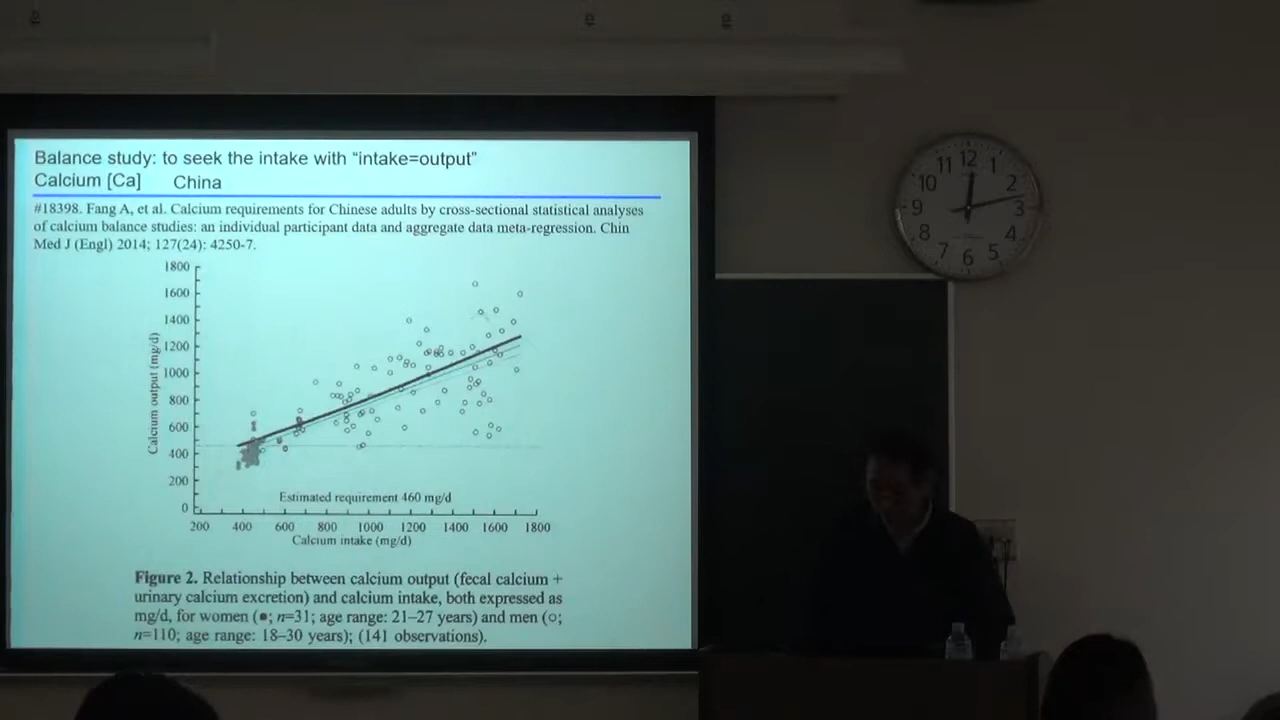 Balance study: to seek the intake with “intake=output”
Calcium [Ca] China
#18398. Fang A, et al. Calcium requirements for Chinese adults by cross-sectional statistical analyses
of calcium balance studies: an individual participant data and aggregate data meta-regression. Chin
Med J (Engl) 2014; 127(24): 4250-7.
1800
1600
1400
1200
1000
800
600
400
200
0
Calcium output (mg/d)
Estimated requirement 460 mg/d
200 400 600 800 1000 1200 1400 1600 1800
Calcium intake (mg/d)
Figure 2. Relationship between calcium output (fecal calcium +
urinary calcium excretion) and calcium intake, both expressed as
mg/d, for women (●; n=31; age range: 21–27 years) and men (○;
n=110; age range: 18–30 years); (141 observations).
12
1
2
3
4
5
6
7
8
9
10
11